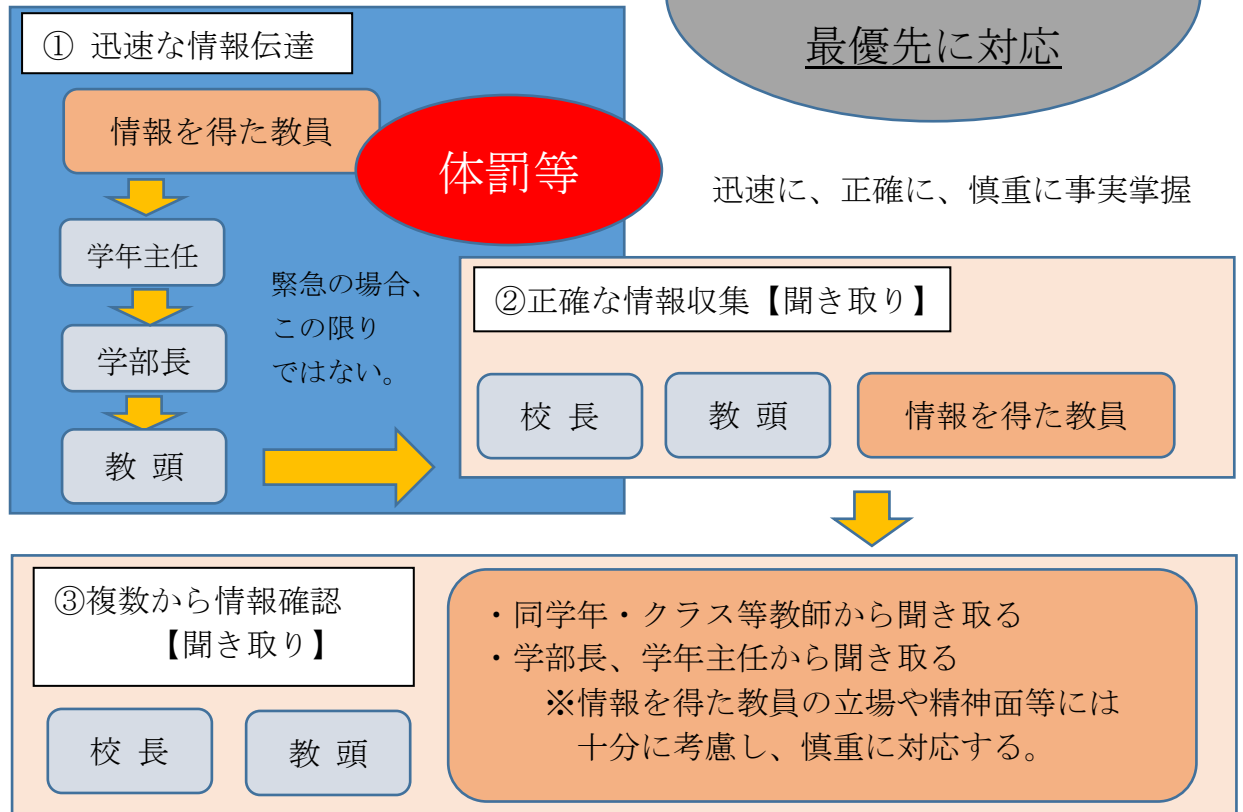 ① 迅速な情報伝達
最優先に対応
情報を得た教員
体罰等
迅速に、正確に、慎重に事実掌握
学年主任
緊急の場合、
この限り
ではない。
学部長
教 頭
②正確な情報収集【聞き取り】
校 長
教 頭
情報を得た教員
③複数から情報確認
【聞き取り】
校 長
教 頭
・同学年・クラス等教師から聞き取る
・学部長、学年主任から聞き取る
※情報を得た教員の立場や精神面等には
十分に考慮し、慎重に対応する。